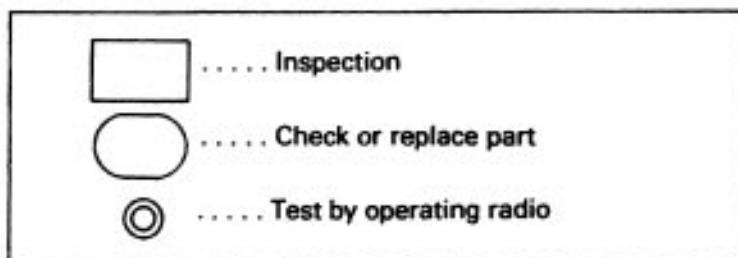 ..... Inspection
..... Check or replace part
..... Test by operating radio